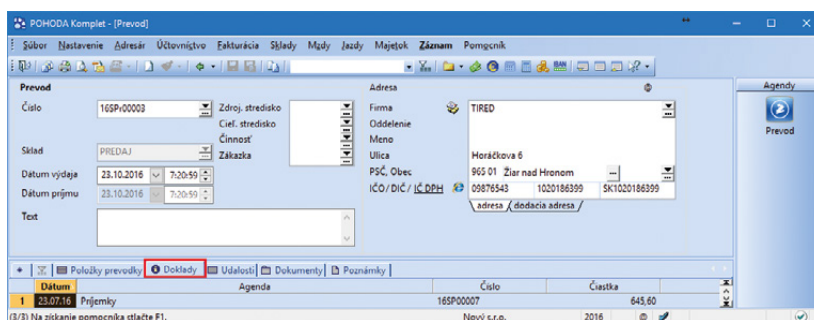 POHODA Komplet - [Prevod]
Súbor Nastavenie Adresár Účtovníctvo Fakturácia Sklady Mzdy Jazdy Majetok Záznam Pomocník
Prevod Adresa Agendy
Číslo 16SPr00003 Zdroj. stredisko Firma TIRED
Cieľ. stredisko Oddelenie Prevod
Činnosť Meno
Sklad PREDAJ Zákazka Ulica Horáčkova 6
Dátum výdaja 23.10.2016 7:20:59 PSČ, Obec 965 01 Žiar nad Hronom
Dátum príjmu 23.10.2016 7:20:59 IČO/ DIČ/ IČ DPH 09876543 1020186399 SK1020186399
adresa dodacia adresa
Text
Položky prevodky Doklady Udalosti Dokumenty Poznámky
Dátum Agenda Číslo Čiastka
1 23.07.16 Príjemky 16SP00007 645,60
(3/3) Na získanie pomocníka stlačte F1. Nový s.r.o. 2016 @